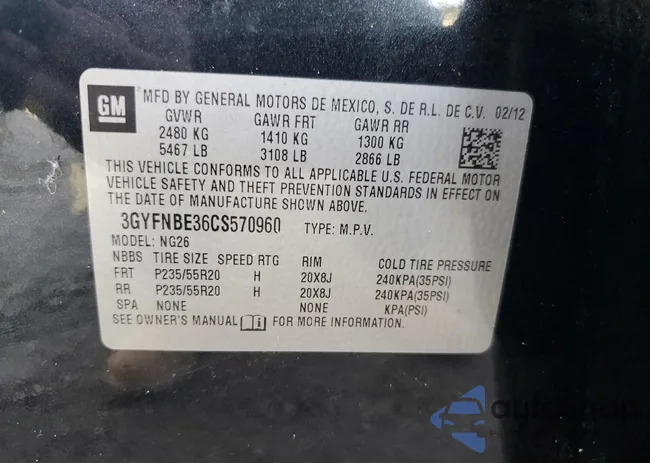 GM
MFD BY GENERAL MOTORS DE MEXICO, S. DE R.L. DE C.V. 02/12
GVWR GAWR FRT GAWR RR
2480 KG 1410 KG 1300 KG
5467 LB 3108 LB 2866 LB
THIS VEHICLE CONFORMS TO ALL APPLICABLE U.S. FEDERAL MOTOR
VEHICLE SAFETY AND THEFT PREVENTION STANDARDS IN EFFECT ON
THE DATE OF MANUFACTURE SHOWN ABOVE.
3GYFNBE36CS570960 TYPE: M.P.V.
MODEL: NG26
NBBS TIRE SIZE SPEED RTG RIM COLD TIRE PRESSURE
FRT P235/55R20 H 20X8J 240KPA(35PSI)
RR P235/55R20 H 20X8J 240KPA(35PSI)
SPA NONE NONE KPA(PSI)
SEE OWNER'S MANUAL FOR MORE INFORMATION.